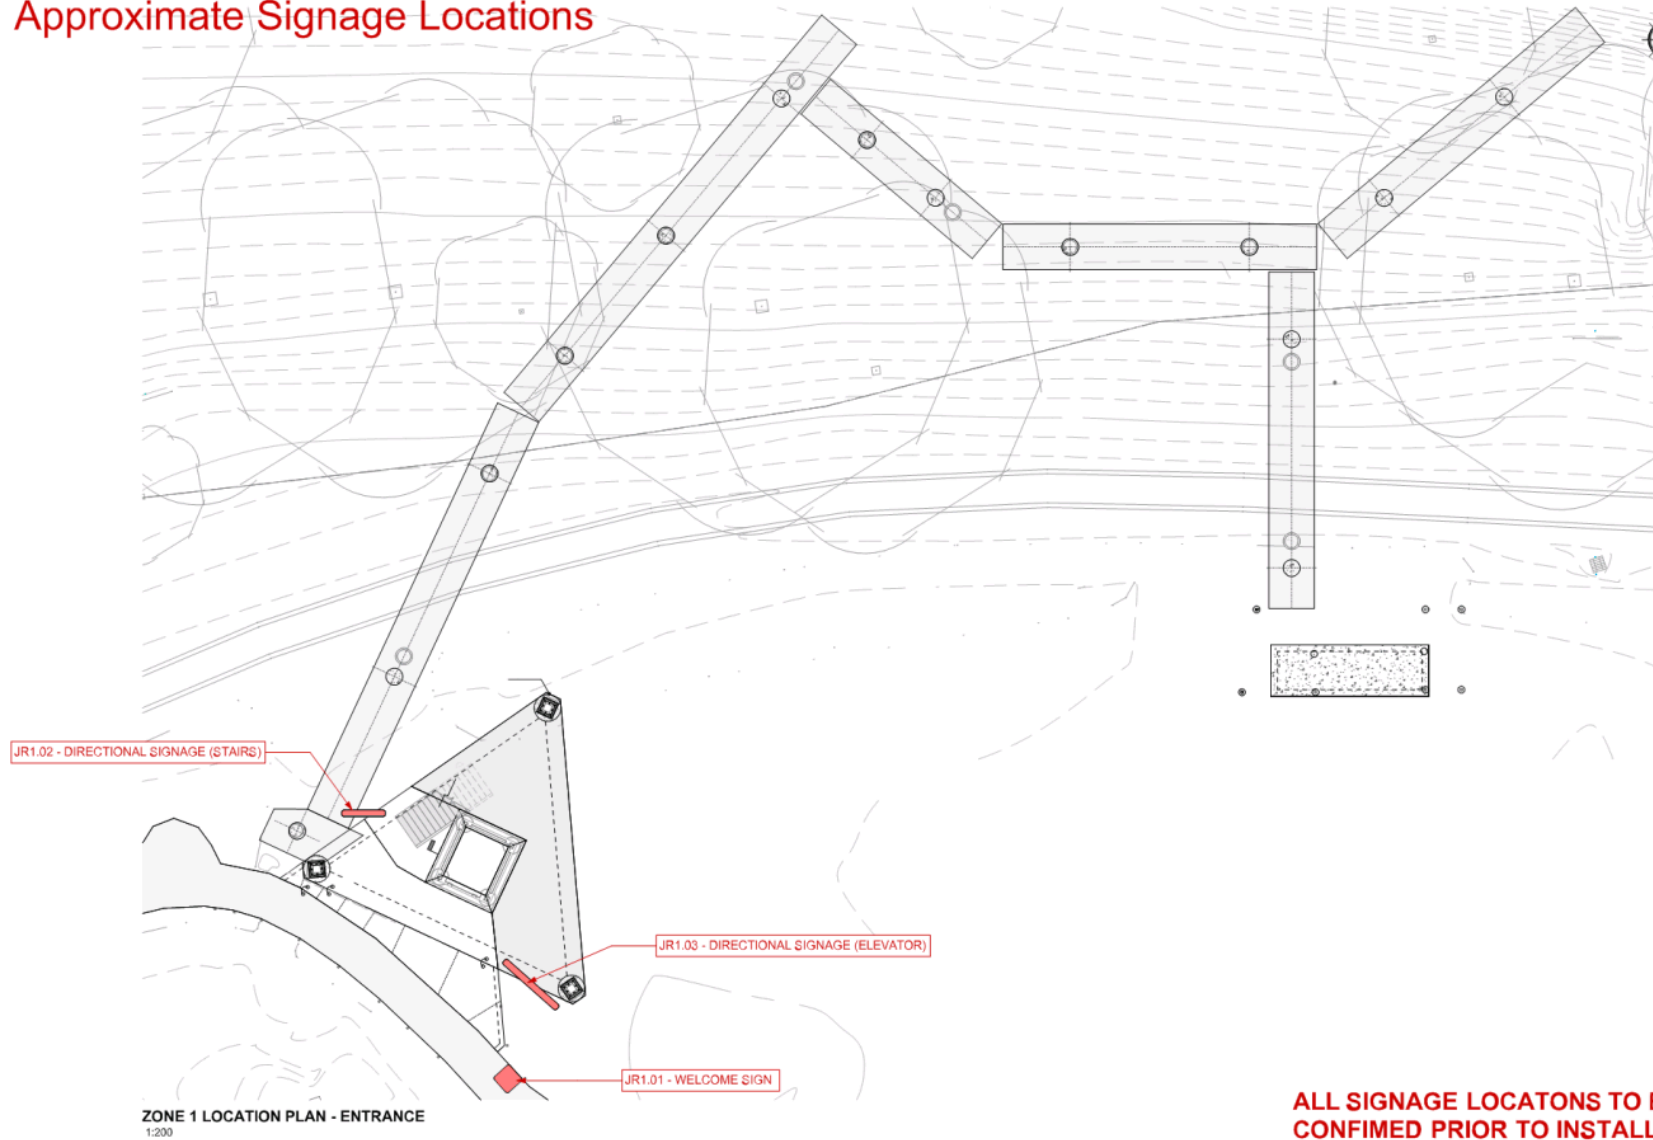 Approximate Signage Locations
JR1.02 - DIRECTIONAL SIGNAGE (STAIRS)
JR1.03 - DIRECTIONAL SIGNAGE (ELEVATOR)
JR1.01 - WELCOME SIGN
ZONE 1 LOCATION PLAN - ENTRANCE
1:200
ALL SIGNAGE LOCATONS TO
CONFIMED PRIOR TO INSTALL